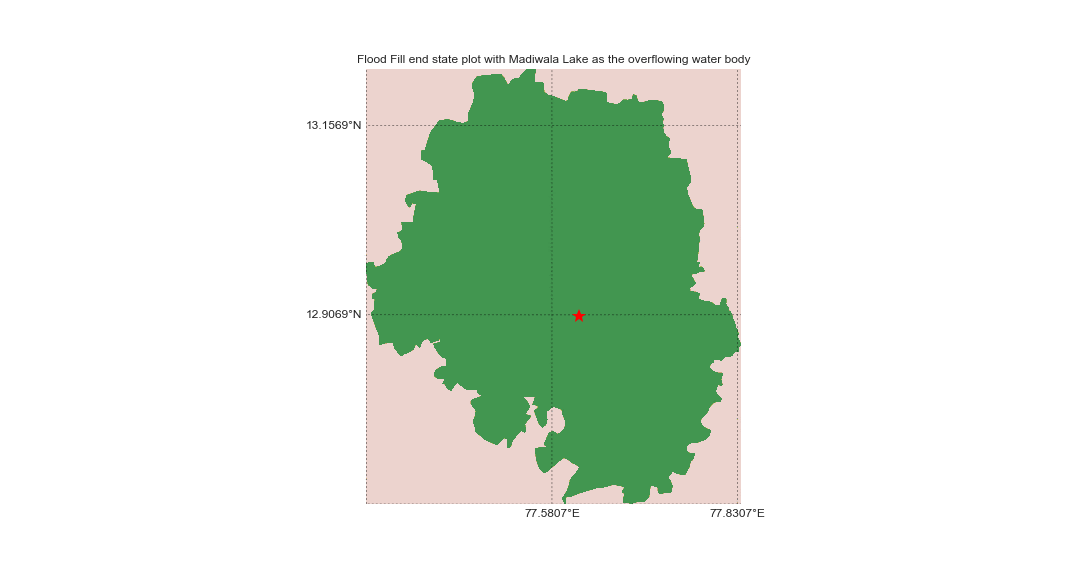 Flood Fill end state plot with Madiwala Lake as the overflowing water body
13.1569°N
12.9069°N
77.5807°E
77.8307°E